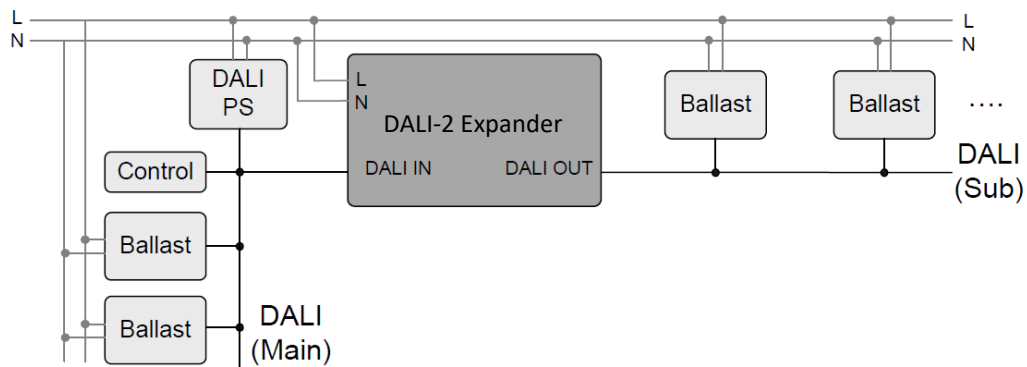 L
N
L
N
DALI
PS
L
N
DALI-2 Expander
DALI IN
DALI OUT
Ballast
Ballast
....
DALI
(Sub)
Control
Ballast
Ballast
DALI
(Main)